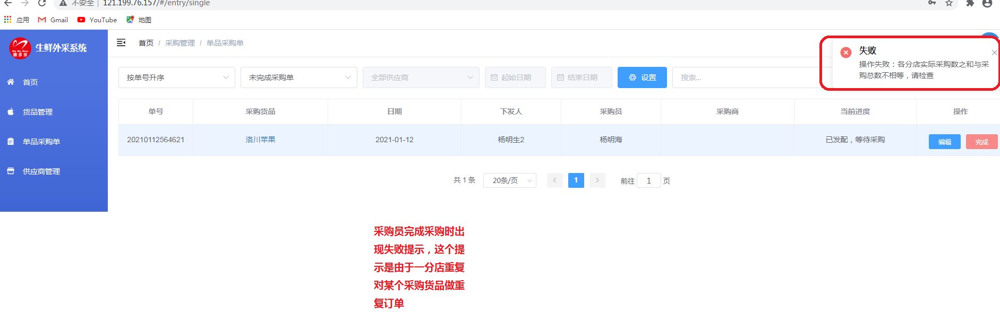 不安全 | 121.199.76.157/#/entry/single
应用 Gmail YouTube 地图
生鲜外采系统
首页 / 采购管理 / 单品采购单
失败
操作失败：各分店实际采购数之和与采
购总数不相等，请检查
首页
货品管理
单品采购单
供应商管理
按单号升序 未完成采购单 全部供应商 起始日期 结束日期 设置 搜索...
单号 采购货品 日期 下发人 采购员 采购商 当前进度 操作
20210112564621 洛川苹果 2021-01-12 杨明生2 杨明海 已发配，等待采购 编辑 完成
共 1 条 20条/页 1 前往 1 页
采购员完成采购时出
现失败提示，这个提
示是由于一分店重复
对某个采购货品做重
复订单